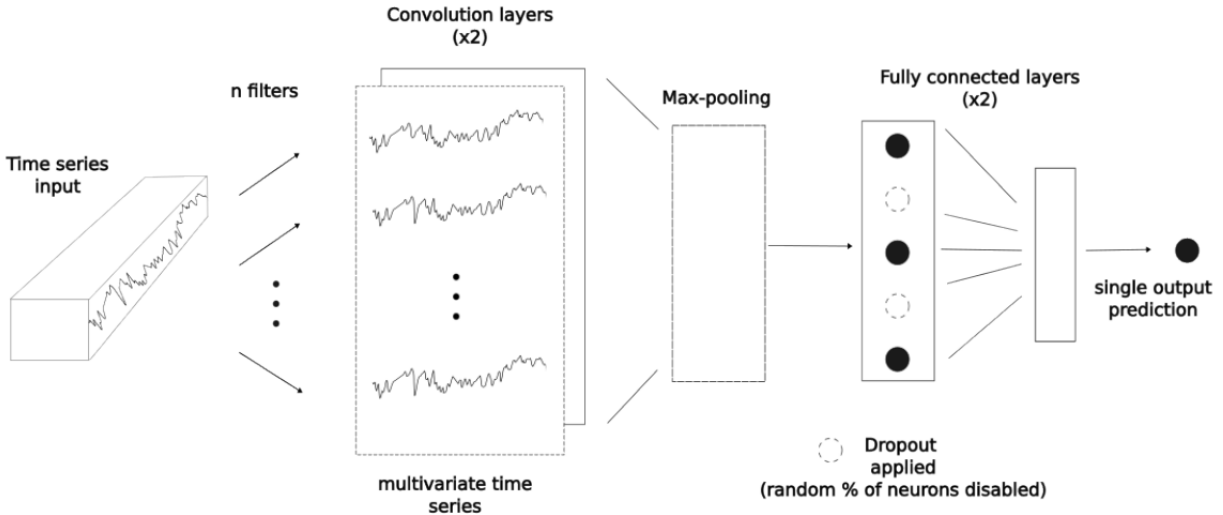 Convolution layers
(x2)
n filters
Max-pooling
Fully connected layers
(x2)
Time series
input
single output
prediction
Dropout
applied
(random % of neurons disabled)
multivariate time
series